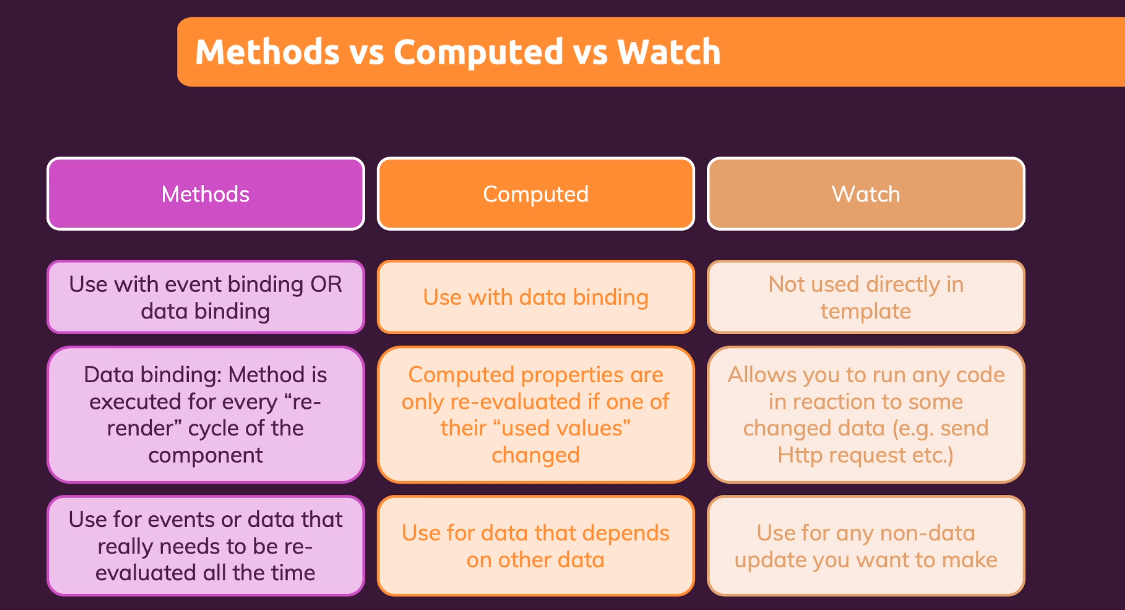 Methods vs Computed vs Watch
Methods
Computed
Watch
Use with event binding OR
data binding
Use with data binding
Not used directly in
template
Data binding: Method is
executed for every “re-
render” cycle of the
component
Computed properties are
only re-evaluated if one of
their “used values”
changed
Allows you to run any code
in reaction to some
changed data (e.g. send
Http request etc.)
Use for events or data that
really needs to be re-
evaluated all the time
Use for data that depends
on other data
Use for any non-data
update you want to make